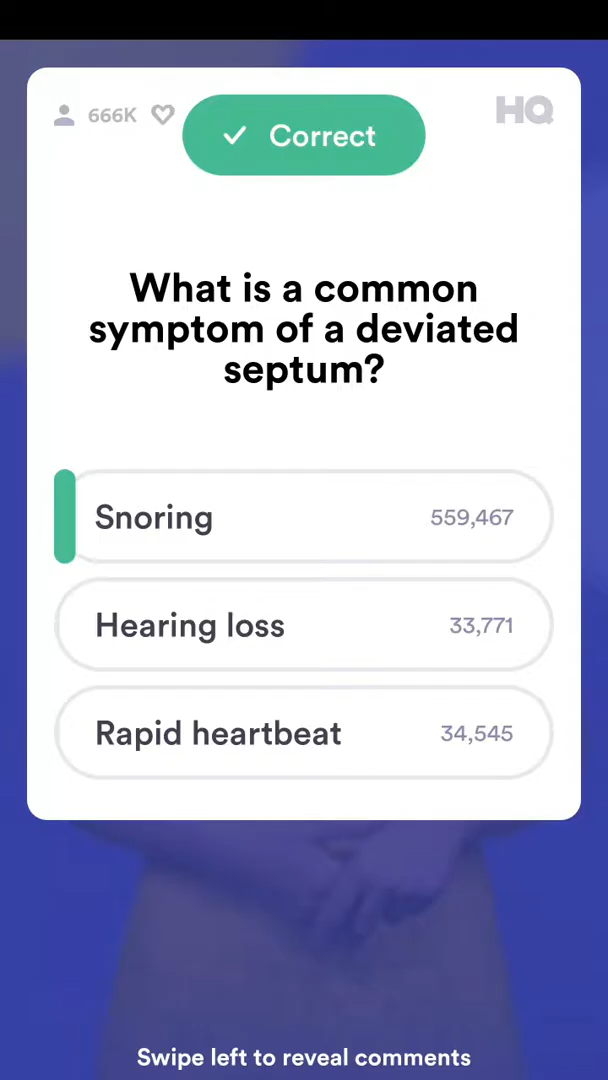 666K
Correct
HQ
What is a common
symptom of a deviated
septum?
Snoring 559,467
Hearing loss 33,771
Rapid heartbeat 34,545
Swipe left to reveal comments